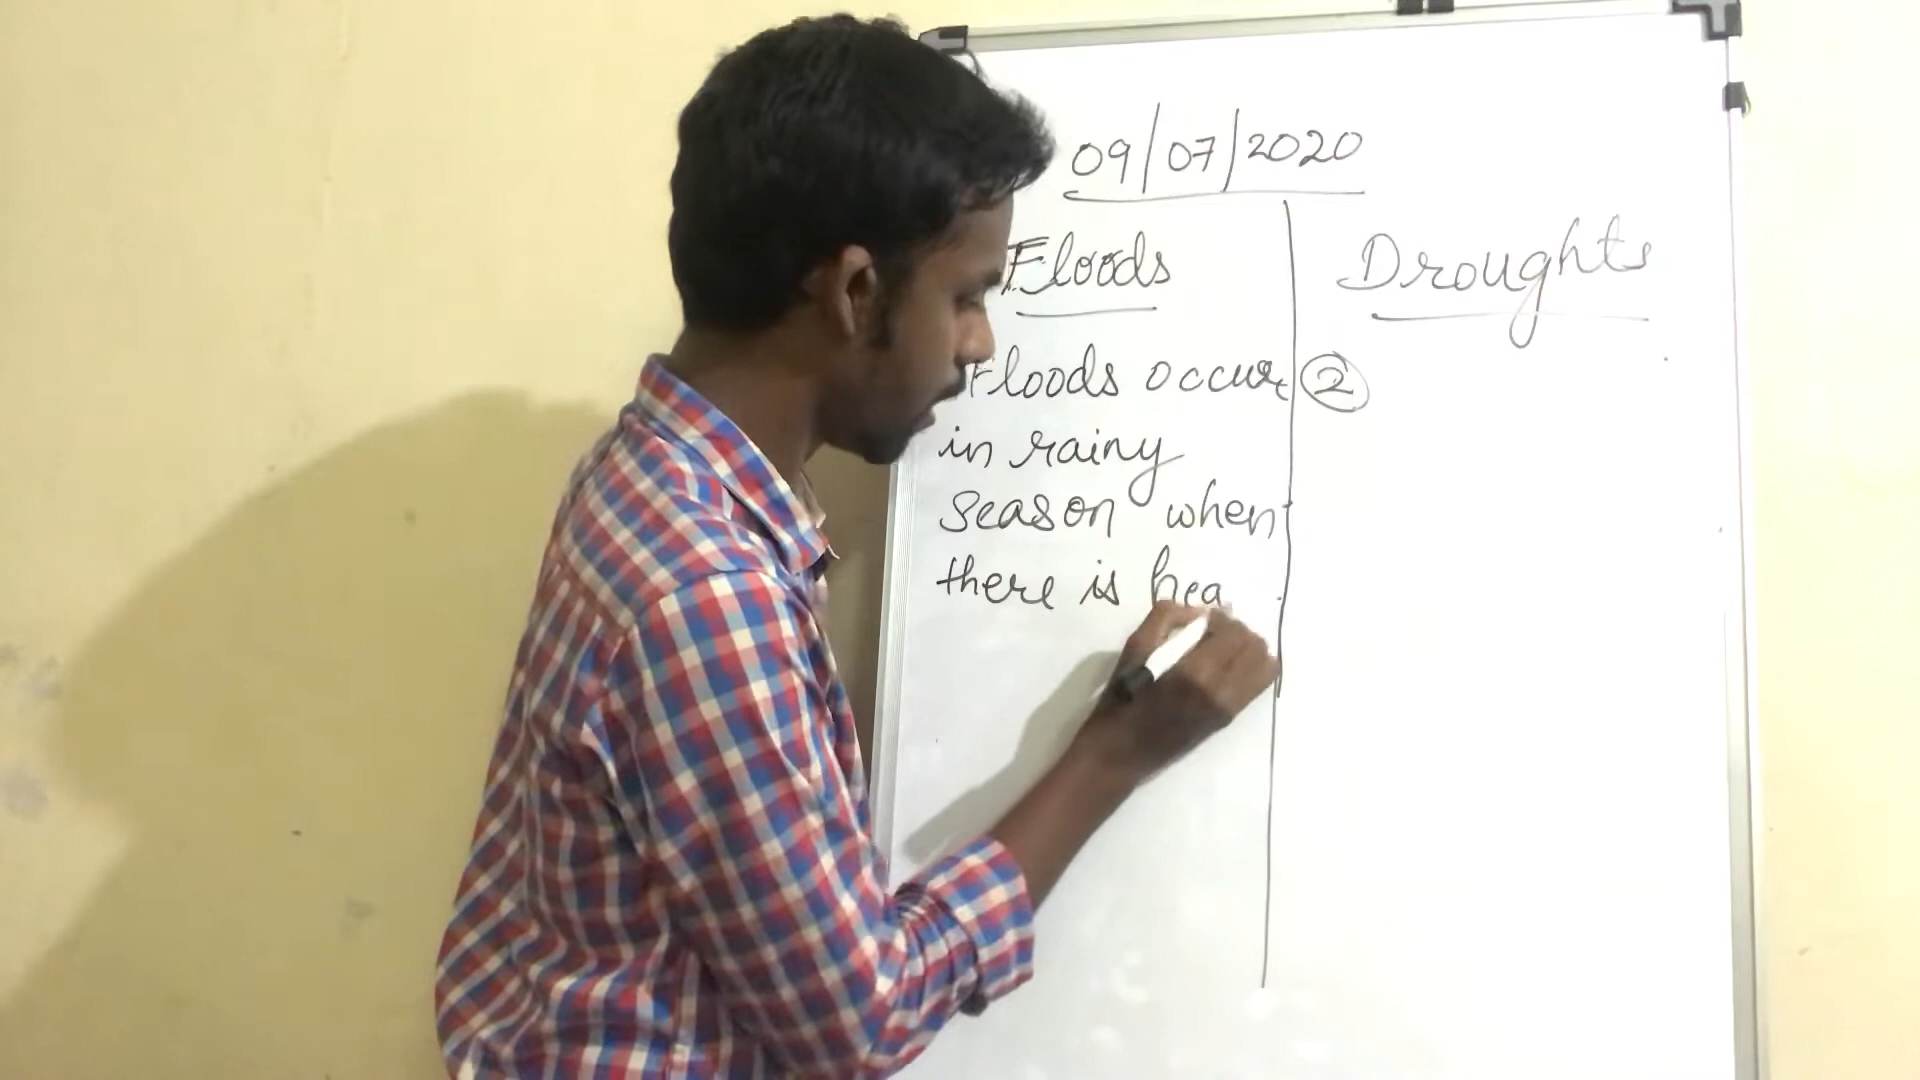 09/07/2020
Floods
Droughts
Floods occur
②
in rainy
season when
there is hea